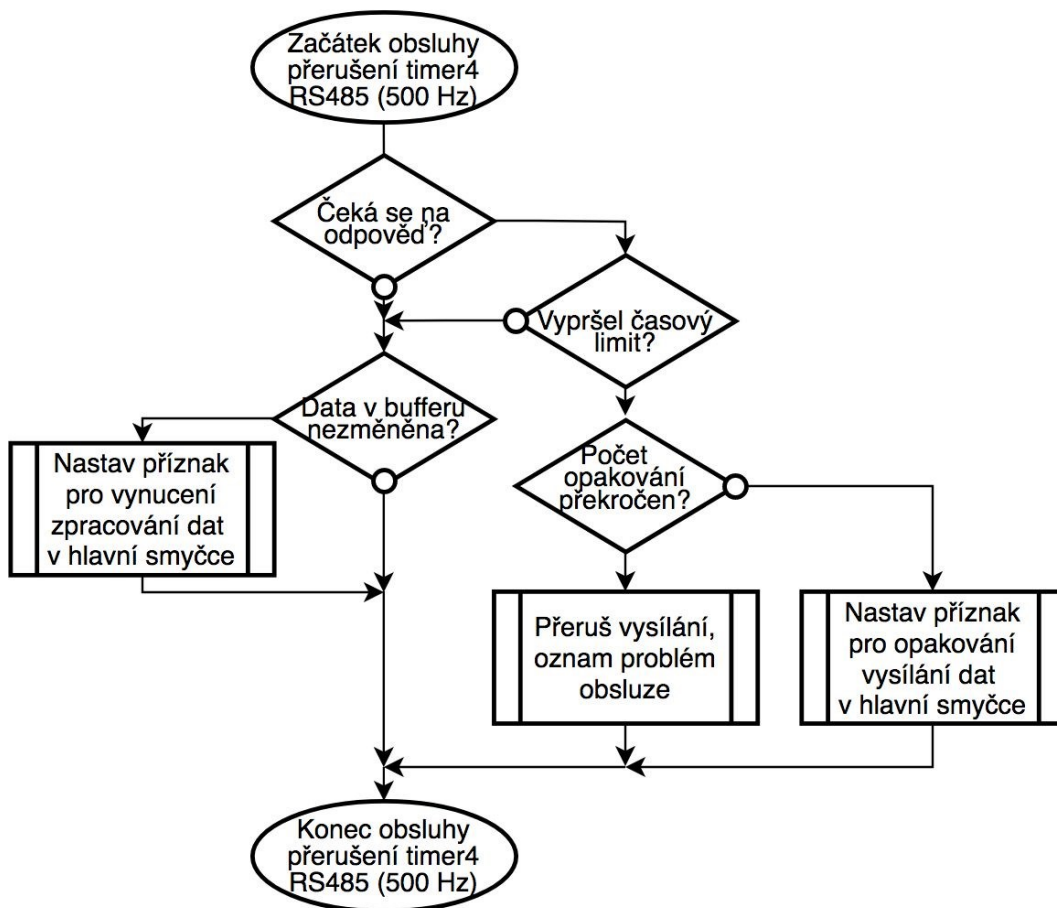 Začátek obsluhy
přerušení timer4
RS485 (500 Hz)
Čeká se na
odpověď?
Vypršel časový
limit?
Data v bufferu
nezměněna?
Nastav příznak
pro vynucení
zpracování dat
v hlavní smyčce
Počet
opakování
překročen?
Přeruš vysílání,
oznam problém
obsluze
Nastav příznak
pro opakování
vysílání dat
v hlavní smyčce
Konec obsluhy
přerušení timer4
RS485 (500 Hz)